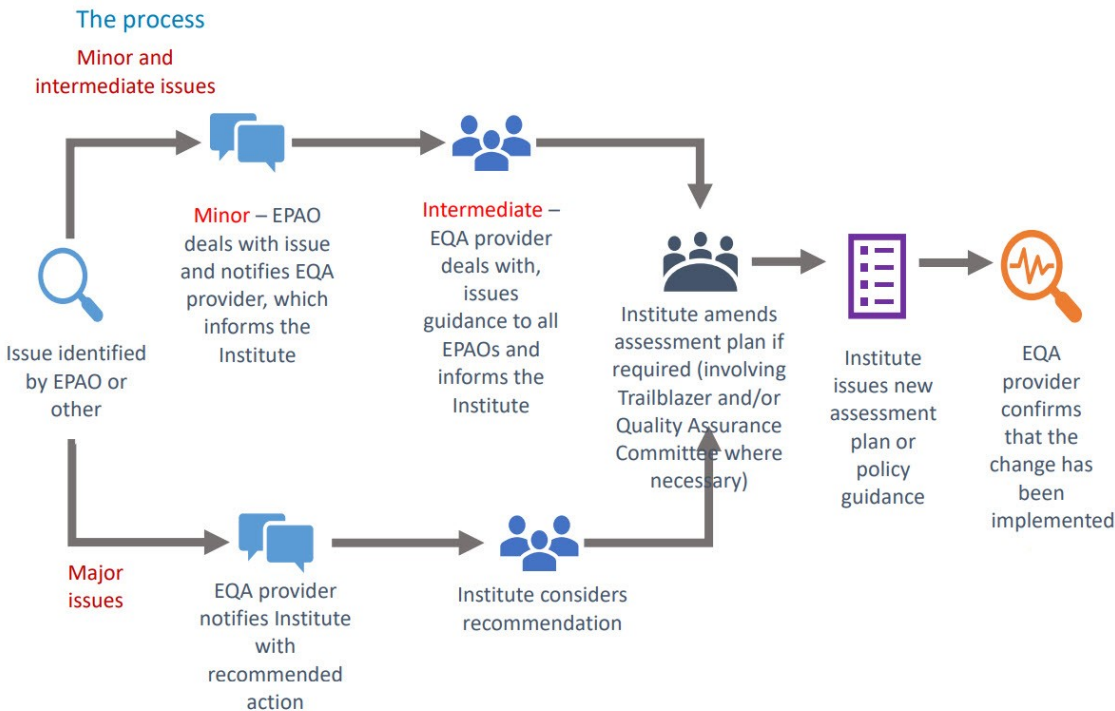 The process
Minor and
intermediate issues
Minor – EPAO
deals with issue
and notifies EQA
provider, which
informs the
Institute
Intermediate –
EQA provider
deals with,
issues
guidance to all
EPAOs and
informs the
Institute
Issue identified
by EPAO or
other
Institute amends
assessment plan if
required (involving
Trailblazer and/or
Quality Assurance
Committee where
necessary)
Institute
issues new
assessment
plan or
policy
guidance
EQA
provider
confirms
that the
change has
been
implemented
Major
issues
EQA provider
notifies Institute
with
recommended
action
Institute considers
recommendation